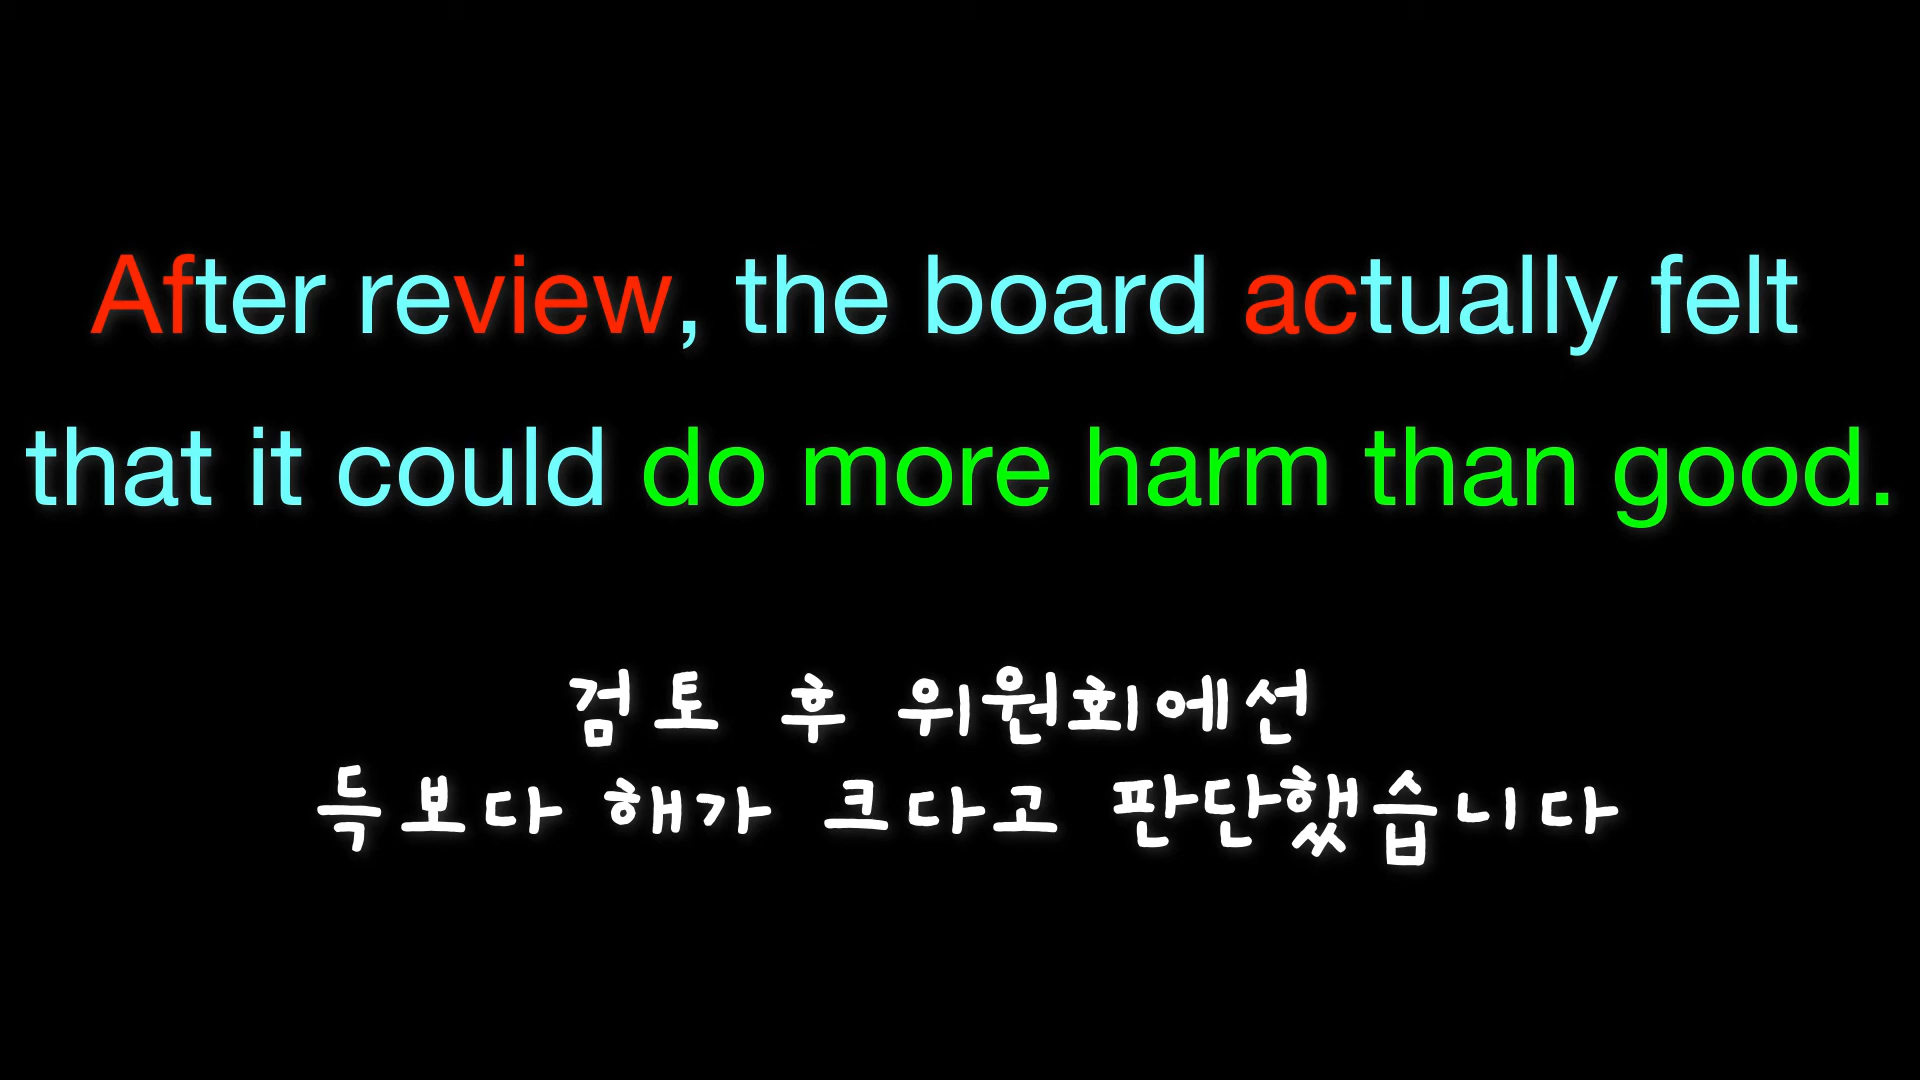 After review, the board actually felt
that it could do more harm than good.
검토 후 위원회에선
득보다 해가 크다고 판단했습니다